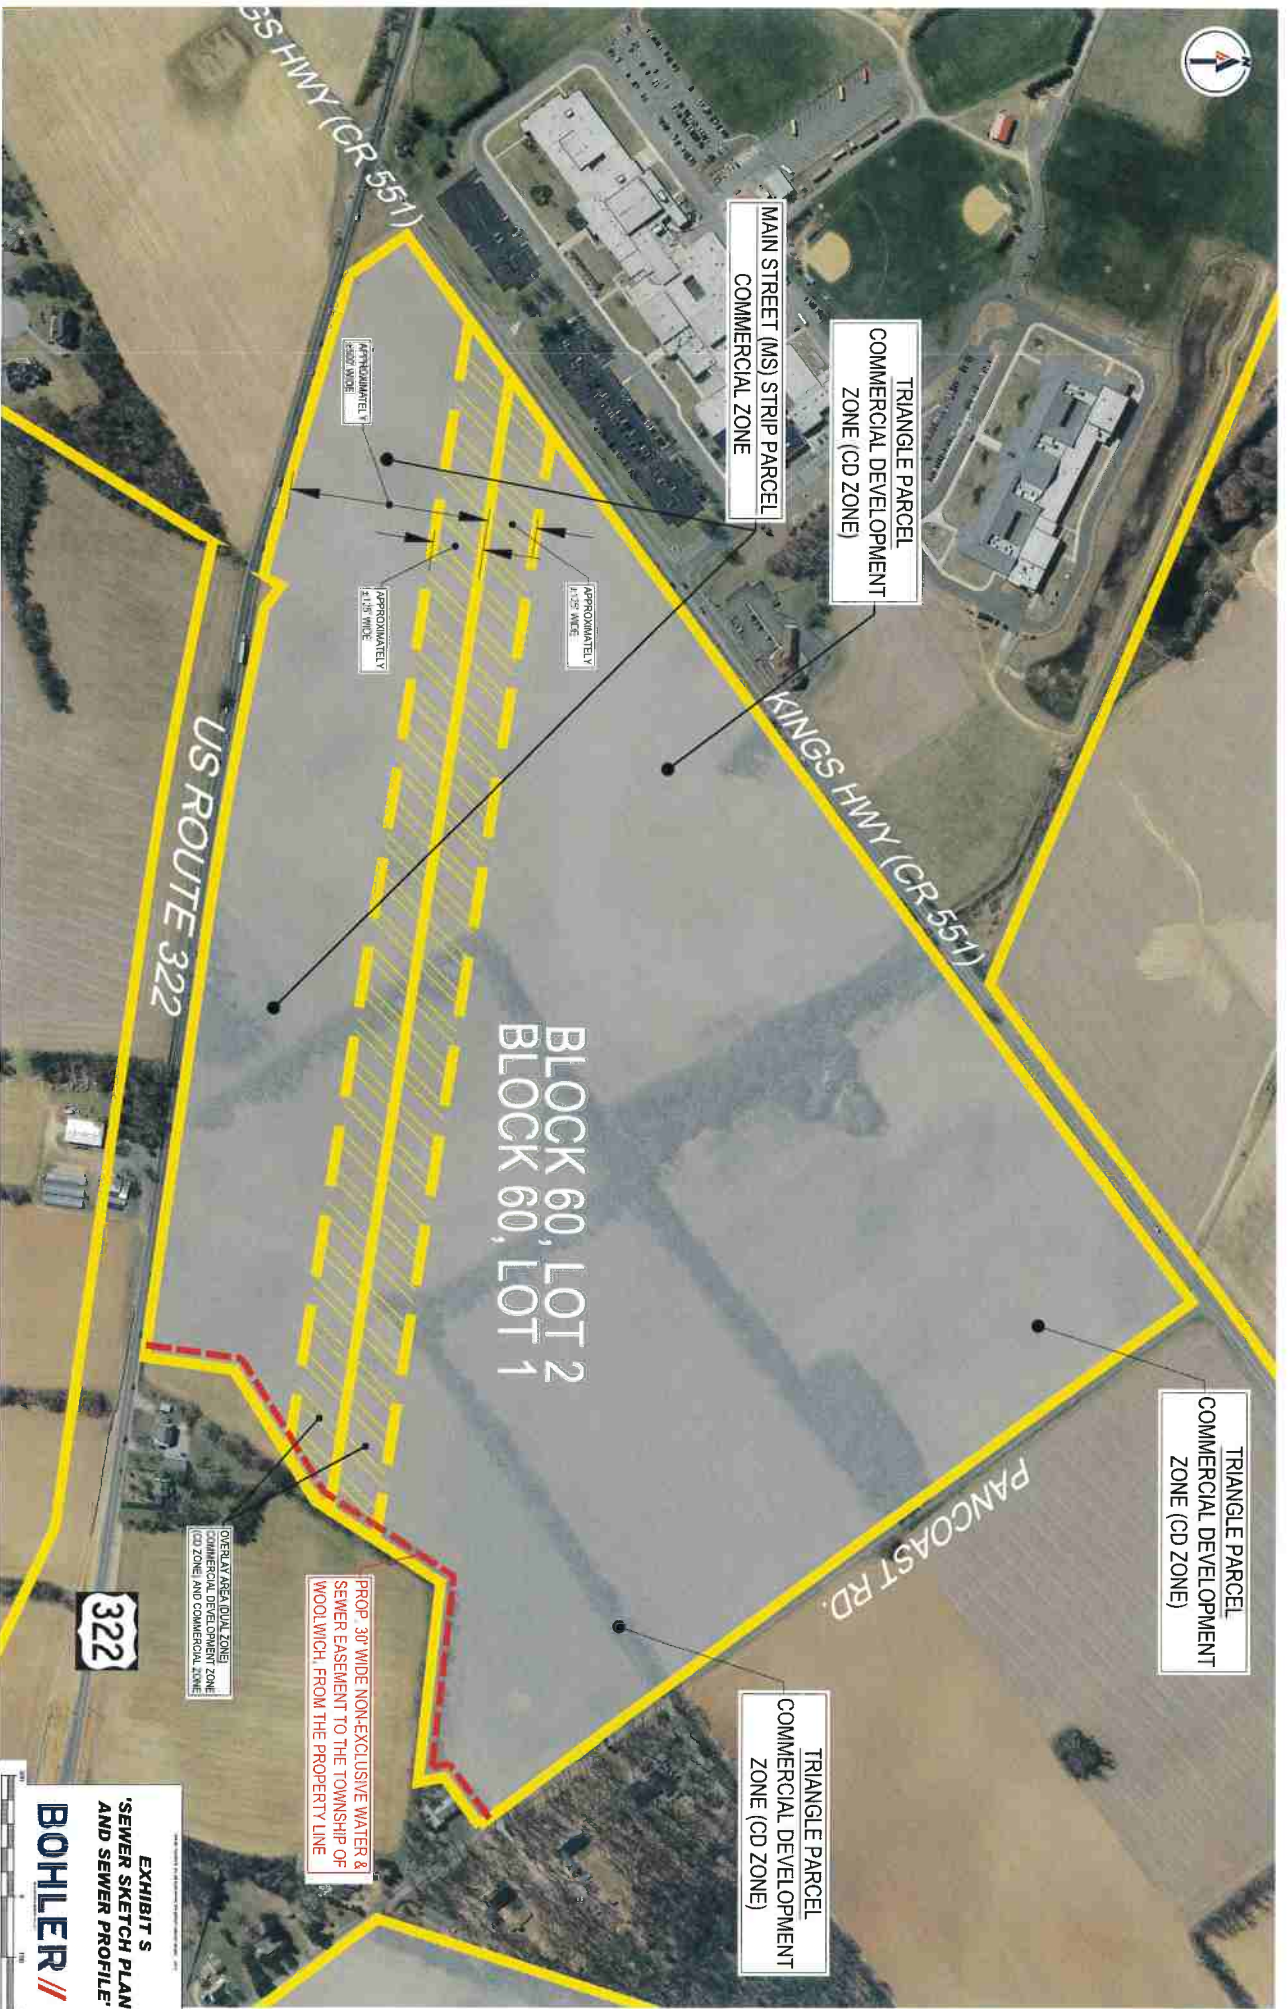 N
GS HWY (CR 551)
MAIN STREET (MS) STRIP PARCEL
COMMERCIAL ZONE
TRIANGLE PARCEL
COMMERCIAL DEVELOPMENT
ZONE (CD ZONE)
APPROXIMATELY
WIDE
APPROXIMATELY
±125' WIDE
APPROXIMATELY
±125' WIDE
KINGS HWY (CR 551)
US ROUTE 322
BLOCK 60, LOT 2
BLOCK 60, LOT 1
TRIANGLE PARCEL
COMMERCIAL DEVELOPMENT
ZONE (CD ZONE)
PANCOAST RD.
TRIANGLE PARCEL
COMMERCIAL DEVELOPMENT
ZONE (CD ZONE)
OVERLAY AREA (DUAL ZONE)
COMMERCIAL DEVELOPMENT ZONE
(CD ZONE) AND COMMERCIAL ZONE
PROP. 30' WIDE NON-EXCLUSIVE WATER &
SEWER EASEMENT TO THE TOWNSHIP OF
WOOLWICH, FROM THE PROPERTY LINE
322
EXHIBIT S
'SEWER SKETCH PLAN
AND SEWER PROFILE'
BOHLER//